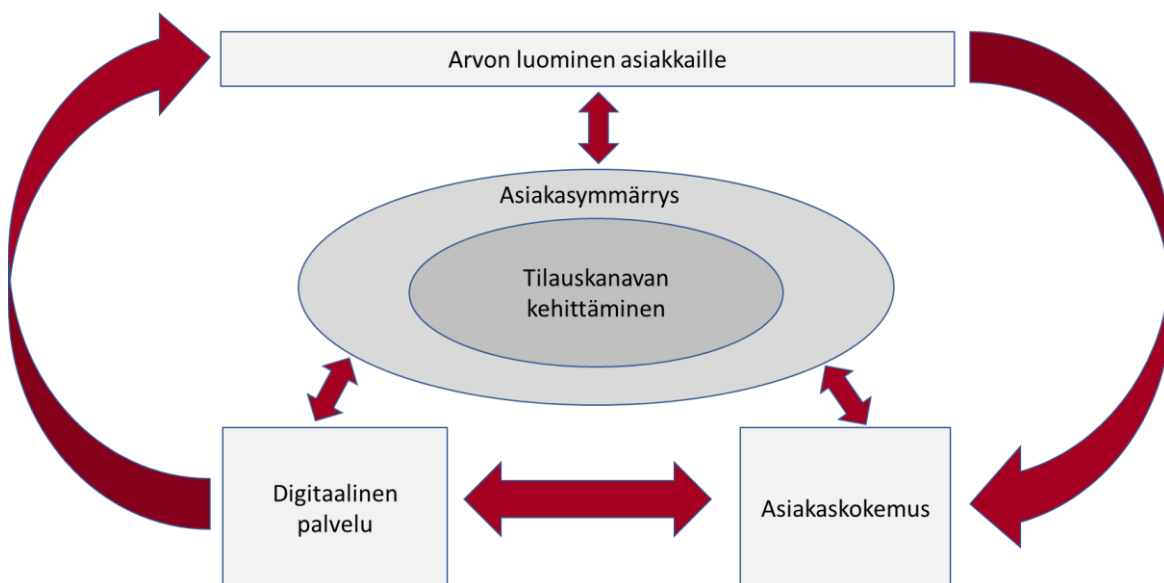 Arvon luominen asiakkaille
Asiakasymmärrys
Tilauskanavan
kehittäminen
Digitaalinen
palvelu
Asiakaskokemus